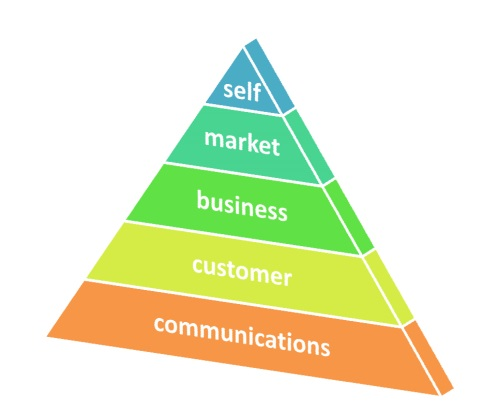 self
market
business
customer
communications